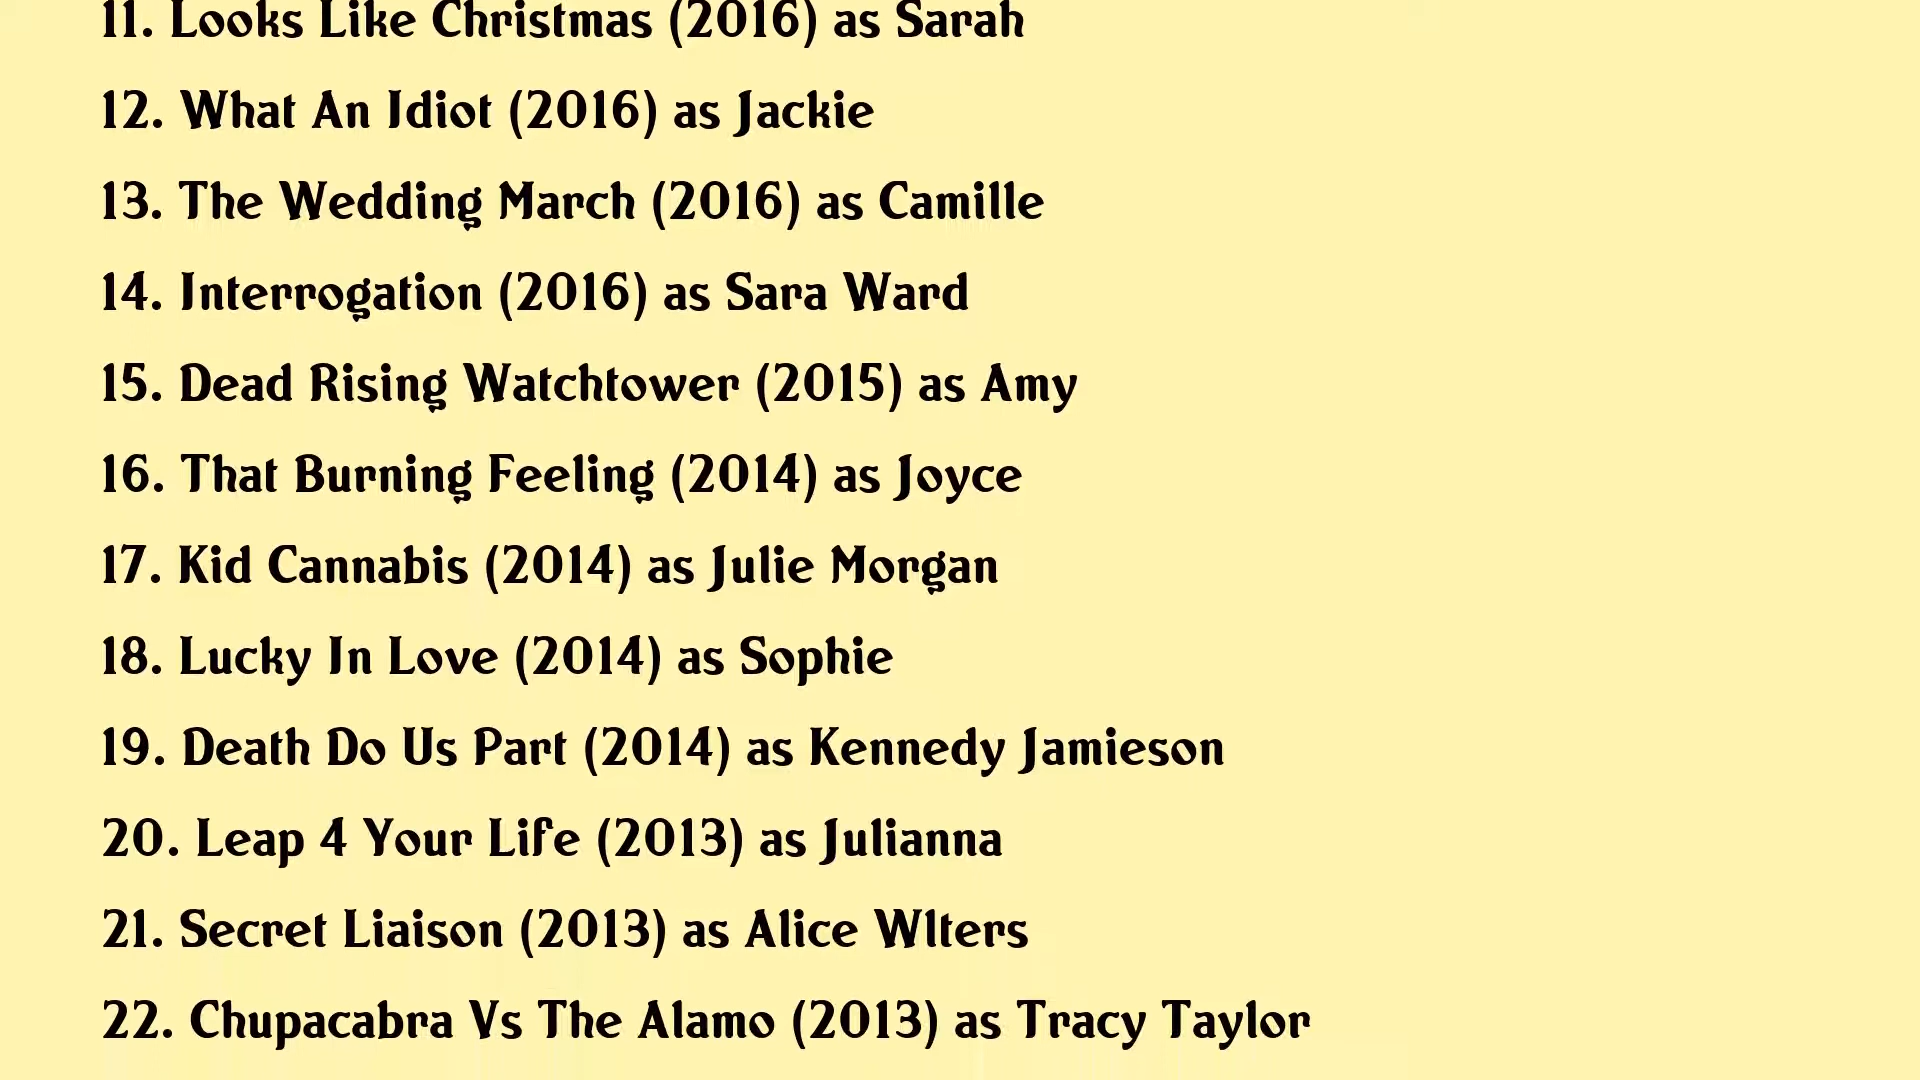 11. Looks Like Christmas (2016) as Sarah
12. What An Idiot (2016) as Jackie
13. The Wedding March (2016) as Camille
14. Interrogation (2016) as Sara Ward
15. Dead Rising Watchtower (2015) as Amy
16. That Burning Feeling (2014) as Joyce
17. Kid Cannabis (2014) as Julie Morgan
18. Lucky In Love (2014) as Sophie
19. Death Do Us Part (2014) as Kennedy Jamieson
20. Leap 4 Your Life (2013) as Julianna
21. Secret Liaison (2013) as Alice Wlters
22. Chupacabra Vs The Alamo (2013) as Tracy Taylor